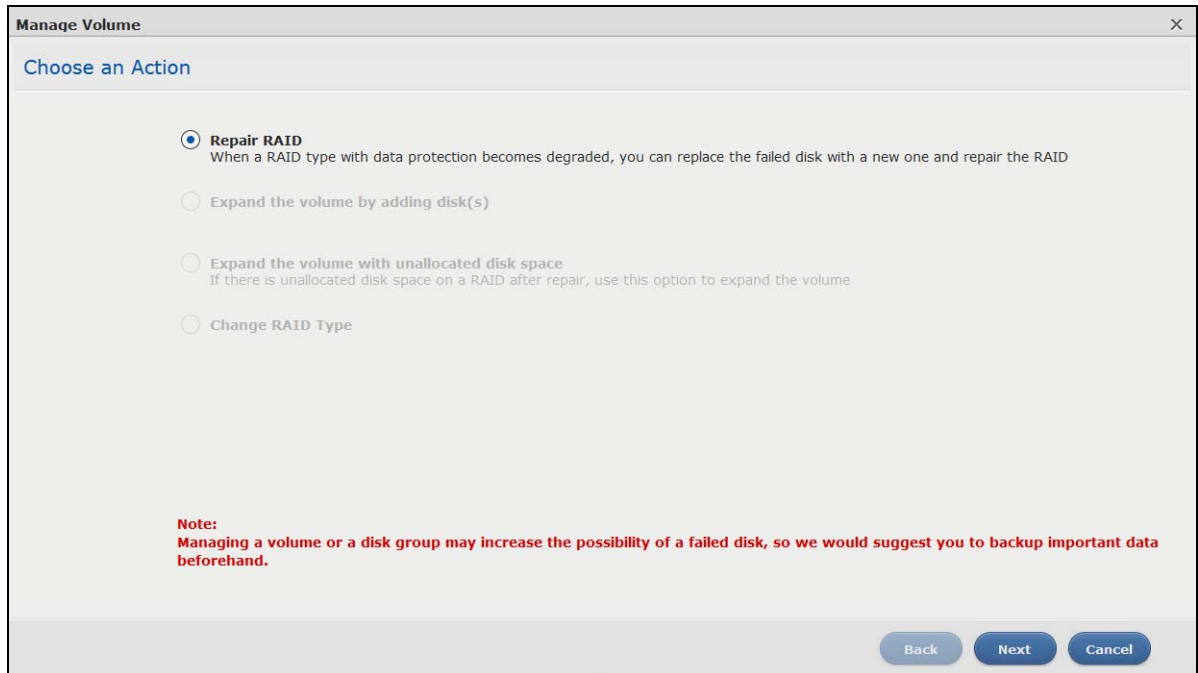 Manage Volume
Choose an Action
Repair RAID
When a RAID type with data protection becomes degraded, you can replace the failed disk with a new one and repair the RAID
Expand the volume by adding disk(s)
Expand the volume with unallocated disk space
If there is unallocated disk space on a RAID after repair, use this option to expand the volume
Change RAID Type
Note:
Managing a volume or a disk group may increase the possibility of a failed disk, so we would suggest you to backup important data
beforehand.
Back Next Cancel